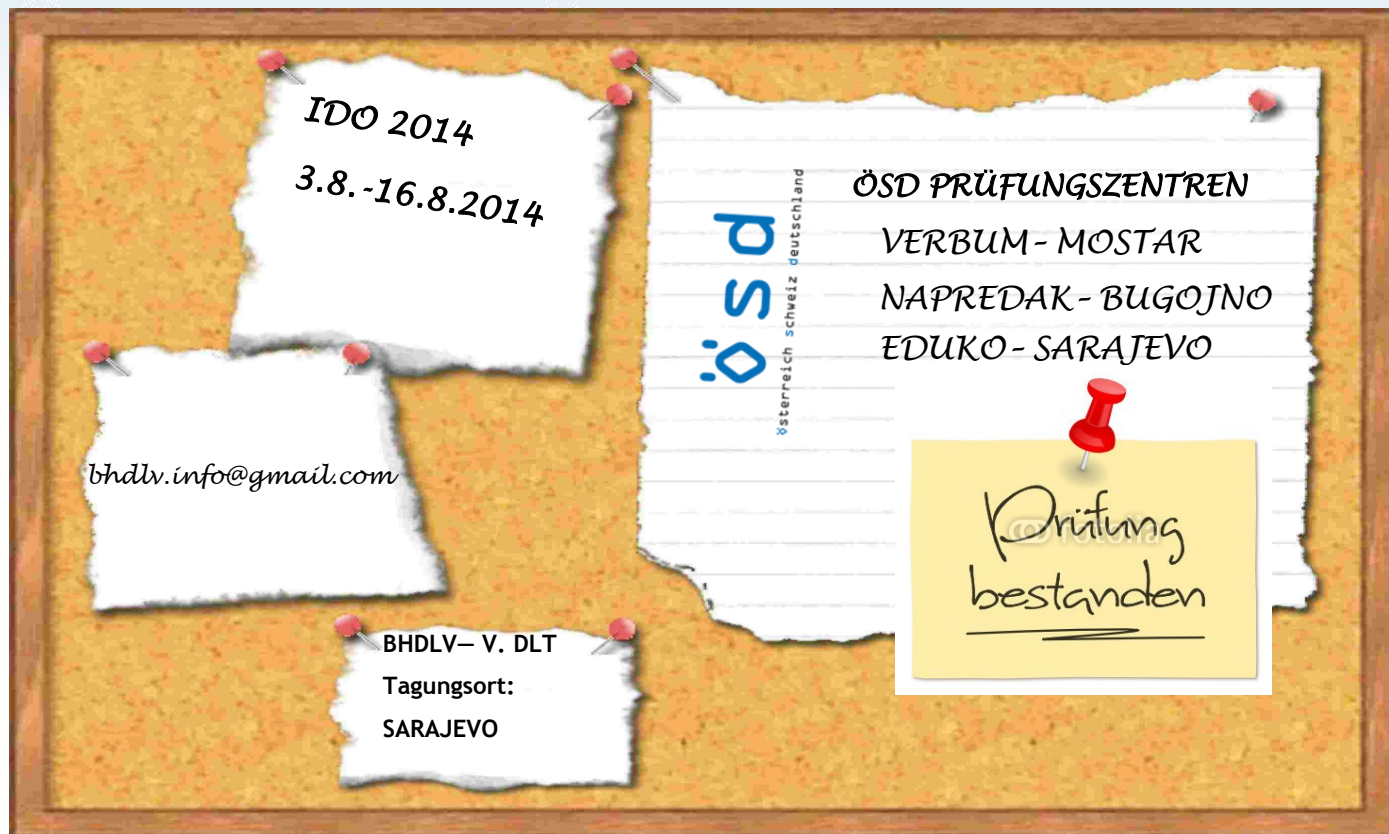 IDO 2014
3.8.-16.8.2014
ösd
österreich schweiz deutschland
ÖSD PRÜFUNGSZENTREN
VERBUM - MOSTAR
NAPREDAK - BUGOJNO
EDUKO - SARAJEVO
bhdlv.info@gmail.com
Prüfung
bestanden
fotolia
BHDLV— V. DLT
Tagungsort:
SARAJEVO